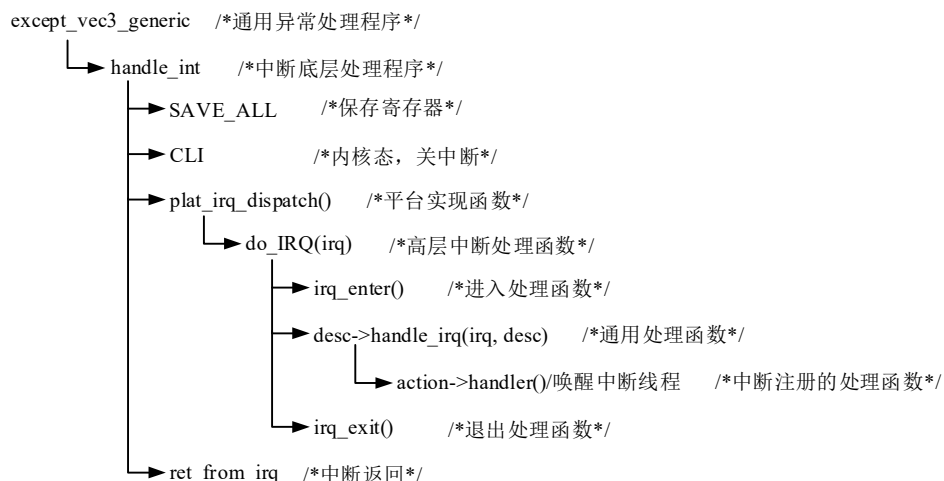 except_vec3_generic /*通用异常处理程序*/
handle_int /*中断底层处理程序*/
SAVE_ALL /*保存寄存器*/
CLI /*内核态，关中断*/
plat_irq_dispatch() /*平台实现函数*/
do_IRQ(irq) /*高层中断处理函数*/
irq_enter() /*进入处理函数*/
desc->handle_irq(irq, desc) /*通用处理函数*/
action->handler()/唤醒中断线程 /*中断注册的处理函数*/
irq_exit() /*退出处理函数*/
ret_from_irq /*中断返回*/